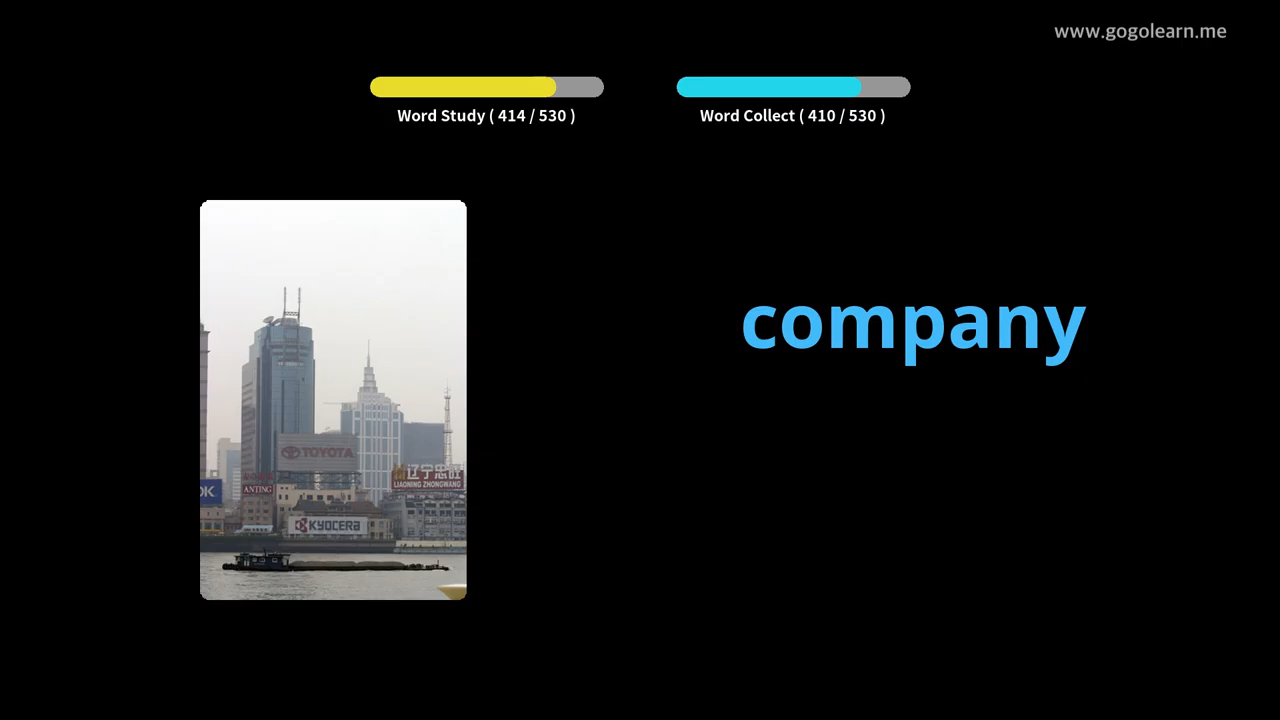 www.gogolearn.me
Word Study ( 414 / 530 )
Word Collect ( 410 / 530 )
company
TOYOTA
辽宁忠旺
LIAONING ZHONGWANG
OK
ANTING
KYOCERA